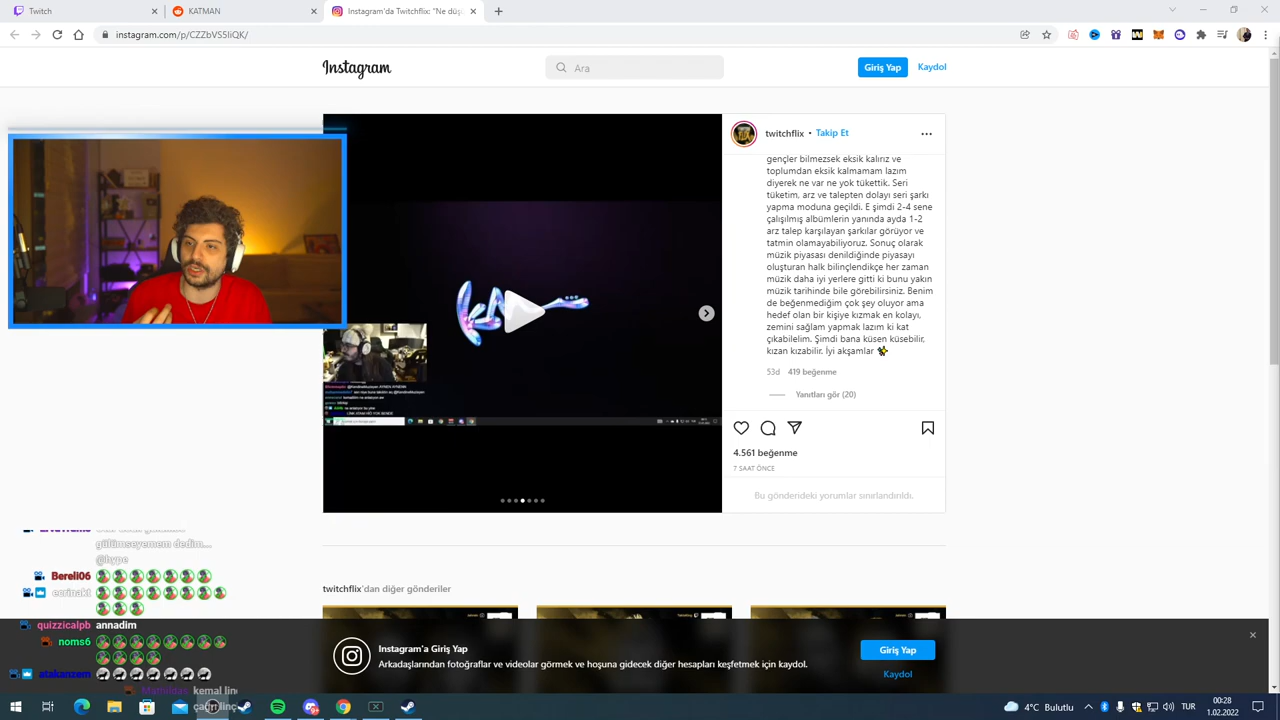 Twitch
KATMAN
Instagram'da Twitchtv: "Ne dü
instagram.com/p/CZZbVS5liQK/
Instagram
Ara
Giriş Yap
Kaydol
twitchflix • Takip Et
gençler bilmezsek eksik kalırız ve
toplumdan eksik kalmamam lazım
diyerek ne var ne yok tükettik. Seri
tüketim, arz ve talepten dolayı seri şarkı
yapma moduna geçildi. E şimdi 2-4 sene
çalışılmış albümlerin yanında ayda 1-2
arz talep karşılayan şarkılar görüyor ve
tatmin olamayabiliyoruz. Sonuç olarak
müzik piyasası denildiğinde piyasayı
oluşturan halk bilinçlendikçe her zaman
müzik daha iyi yerlere gitti ki bunu yakın
müzik tarihinde bile görebilirsiniz. Benim
de beğenmediğim çok şey oluyor ama
hedef olan bir kişiye kızmak en kolayı,
zemini sağlam yapmak lazım ki kat
çıkabilelim. Şimdi bana küsen küsebilir,
kızan kızabilir. İyi akşamlar
53d 419 beğenme
Yanıtları gör (20)
4.561 beğenme
7 SAAT ÖNCE
Bu gönderideki yorumlar sınırlandırıldı.
twitchflix'dan diğer gönderiler
gülümseyemem dedim...
@hype
Bereli06
ecrinakt
quizzicalpb annadim
noms6
atakanzem
kemal
Instagram'a Giriş Yap
Arkadaşlarından fotoğraflar ve videolar görmek ve hoşuna gidecek diğer hesapları keşfetmek için kaydol.
Giriş Yap
Kaydol
4°C Bulutlu
TUR
00:28
1.02.2022